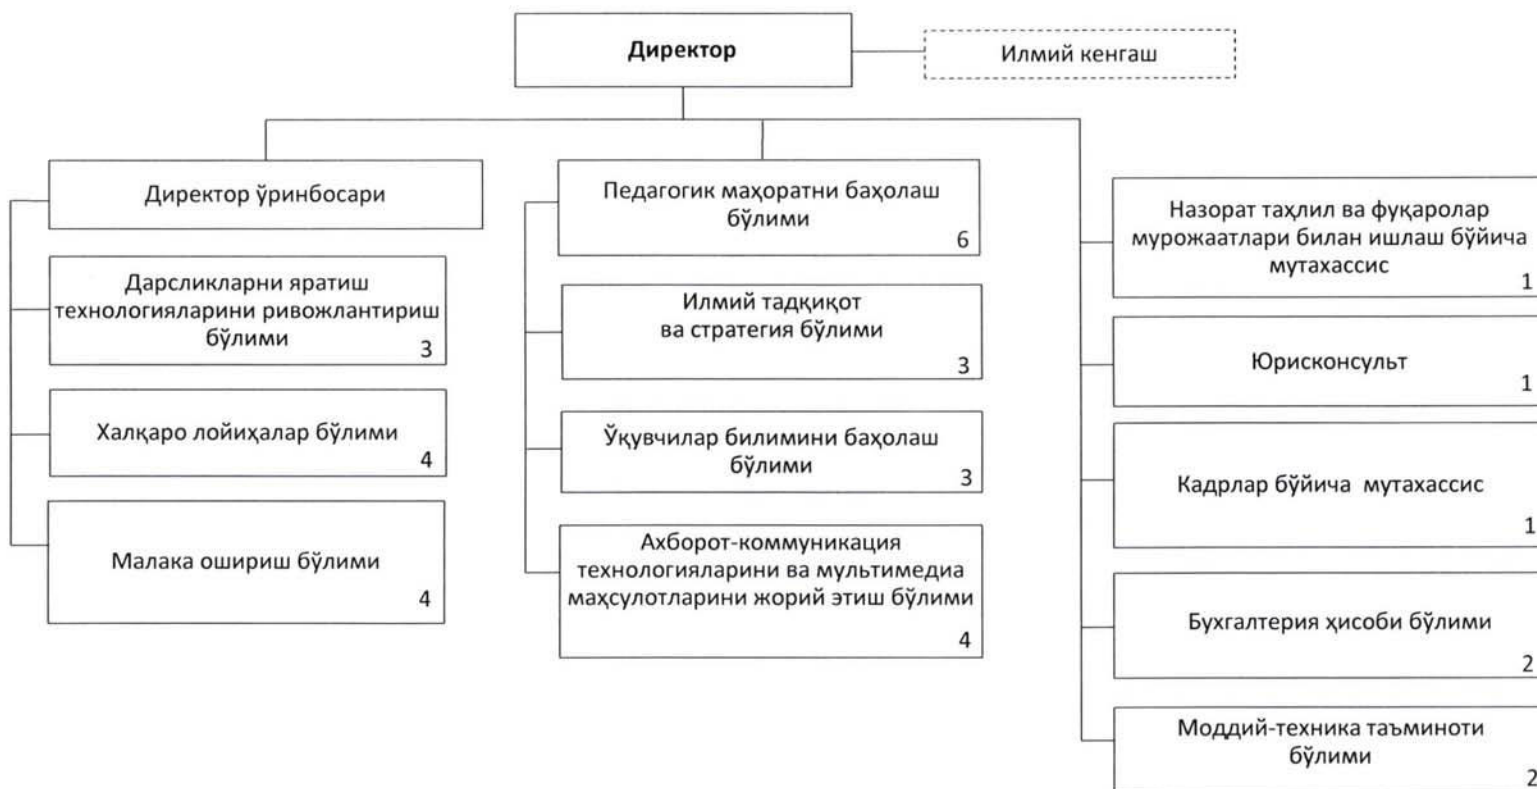 Директор
Илмий кенгаш
Директор ўринбосари
Дарсликларни яратиш
технологияларини ривожлантириш
бўлими
3
Халқаро лойиҳалар бўлими
4
Малака ошириш бўлими
4
Педагогик маҳоратни баҳолаш
бўлими
6
Илмий тадқиқот
ва стратегия бўлими
3
Ўқувчилар билимини баҳолаш
бўлими
3
Ахборот-коммуникация
технологияларини ва мультимедиа
маҳсулотларини жорий этиш бўлими
4
Назорат таҳлил ва фуқаролар
мурожаатлари билан ишлаш бўйича
мутахассис
1
Юрисконсульт
1
Кадрлар бўйича мутахассис
1
Бухгалтерия ҳисоби бўлими
2
Моддий-техника таъминоти
бўлими
2